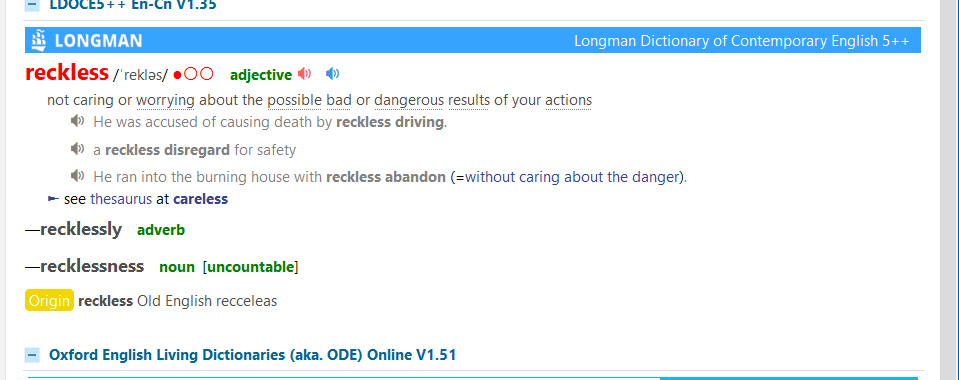 LDOCE5++ En-Cn V1.35
LONGMAN Longman Dictionary of Contemporary English 5++
reckless /ˈrekləs/ ●○○ adjective
not caring or worrying about the possible bad or dangerous results of your actions
He was accused of causing death by reckless driving.
a reckless disregard for safety
He ran into the burning house with reckless abandon (=without caring about the danger).
► see thesaurus at careless
—recklessly adverb
—recklessness noun [uncountable]
Origin reckless Old English recceleas
Oxford English Living Dictionaries (aka. ODE) Online V1.51